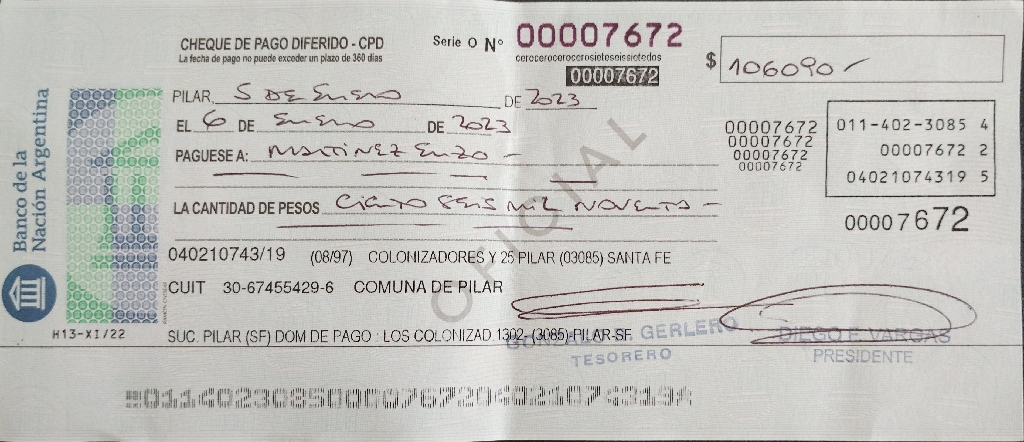 CHEQUE DE PAGO DIFERIDO - CPD
La fecha de pago no puede exceder un plazo de 360 días
Serie O Nº 00007672
cerocerocerocerosieteseissietedos
00007672
$ 106090
PILAR, 5 DE Enero DE 2023
EL 6 DE Enero DE 2023
PAGUESE A: MARTINEZ ENZO -
LA CANTIDAD DE PESOS CIENTO SEIS MIL NOVENTA -
00007672
00007672
00007672
00007672
011-402-3085 4
00007672 2
04021074319 5
00007672
Banco de la
Nación Argentina
OFICIAL
040210743/19 (08/97) COLONIZADORES Y 25 PILAR (03085) SANTA FE
CUIT 30-67455429-6 COMUNA DE PILAR
H13-XI/22
SUC. PILAR (SF) DOM DE PAGO : LOS COLONIZAD.1302-(3085)-PILAR-SF
GERLERO
TESORERO
DIEGO F. VARGAS
PRESIDENTE